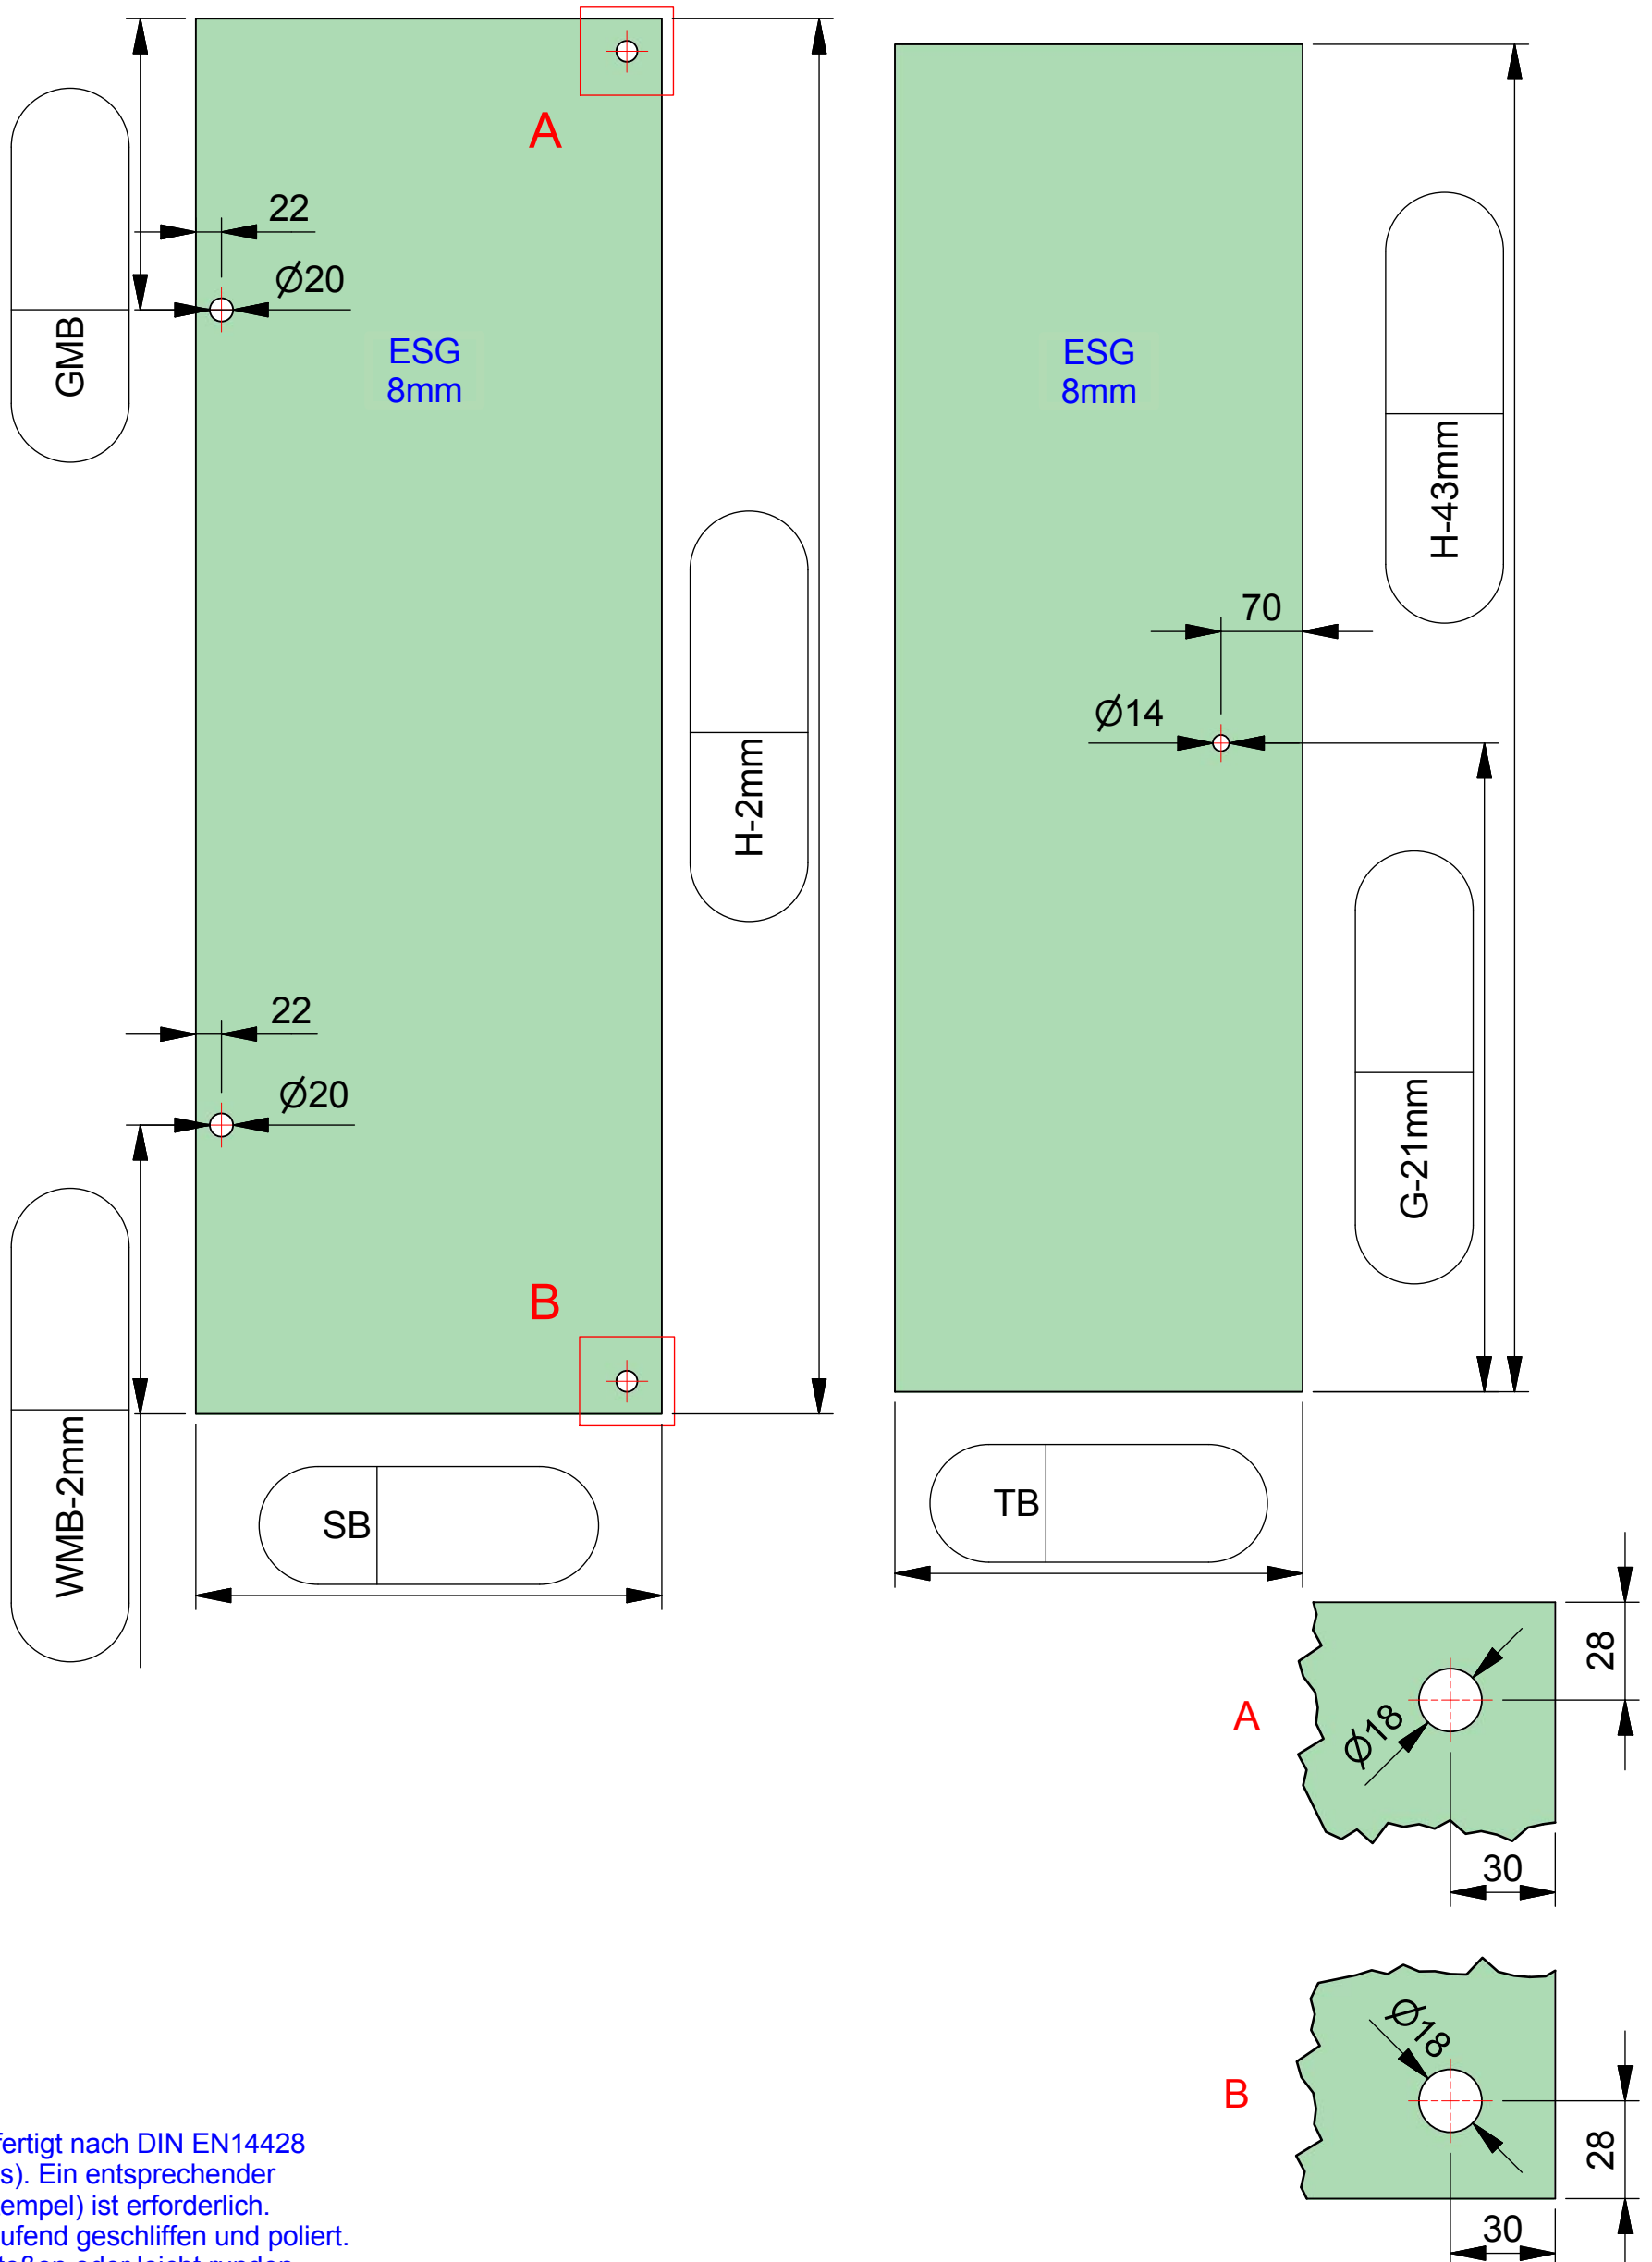 A
22
Ø20
GMB
ESG
8mm
H-2mm
22
Ø20
B
WMB-2mm
SB
ESG
8mm
H-43mm
70
Ø14
G-21mm
TB
A
Ø18
28
30
B
Ø18
28
30
fertigt nach DIN EN14428
s). Ein entsprechender
empel) ist erforderlich.
ufend geschliffen und poliert.